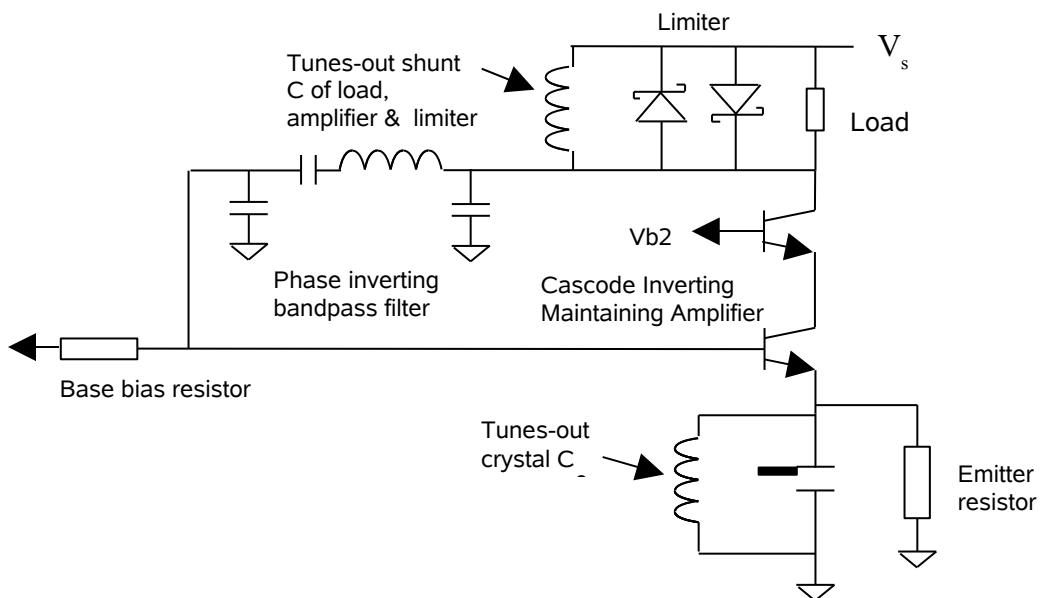 Limiter
V
s
Tunes-out shunt
C of load,
amplifier & limiter
Load
Vb2
Phase inverting
bandpass filter
Cascode Inverting
Maintaining Amplifier
Base bias resistor
Tunes-out
crystal C
Emitter
resistor